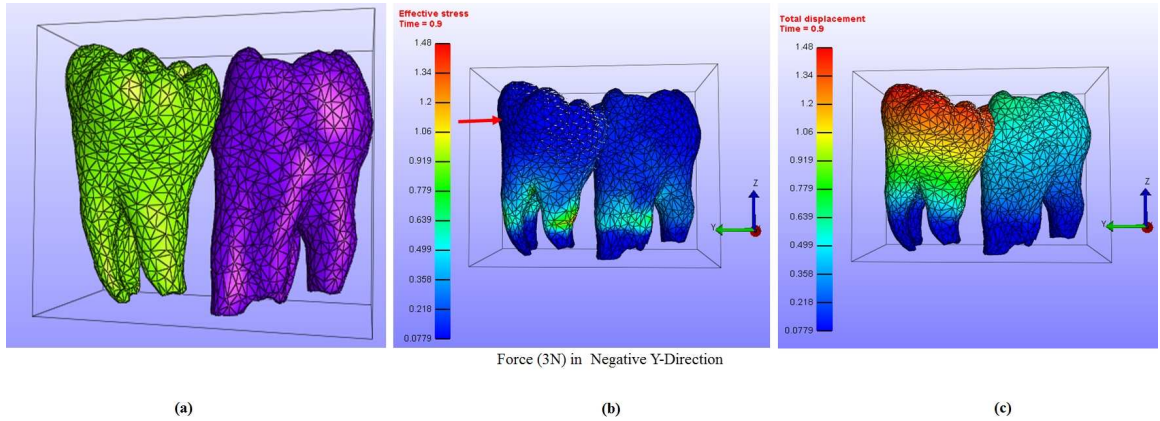 Effective stress
Time = 0.9
1.48
1.34
1.2
1.06
0.919
0.779
0.639
0.499
0.358
0.218
0.0779
Z
Y
Total displacement
Time = 0.9
1.48
1.34
1.2
1.06
0.919
0.779
0.639
0.499
0.358
0.218
0.0779
Z
Y
Force (3N) in Negative Y-Direction
(a)
(b)
(c)